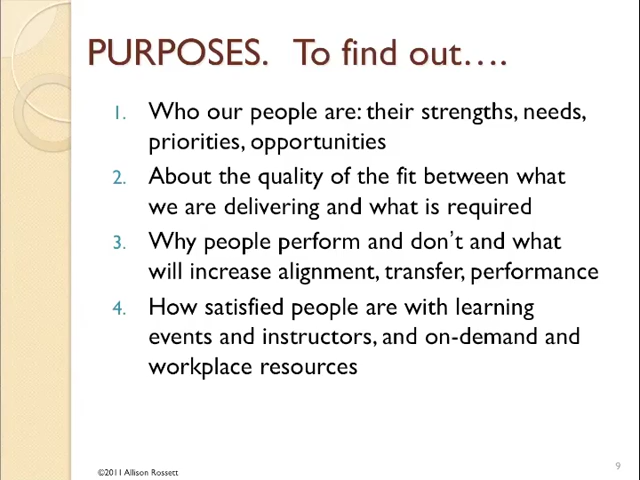 PURPOSES. To find out….
1. Who our people are: their strengths, needs,
priorities, opportunities
2. About the quality of the fit between what
we are delivering and what is required
3. Why people perform and don’t and what
will increase alignment, transfer, performance
4. How satisfied people are with learning
events and instructors, and on-demand and
workplace resources
©2011 Allison Rossett
9